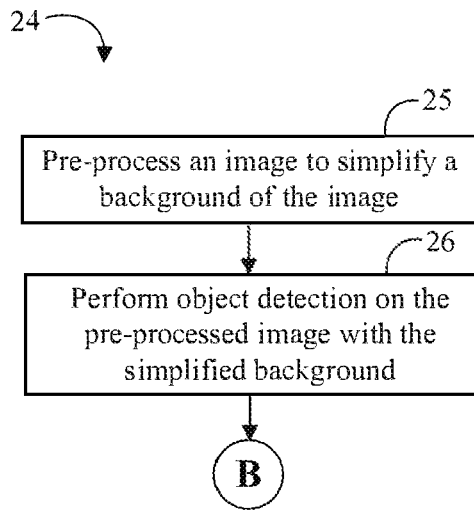 24
25
Pre-process an image to simplify a
background of the image
26
Perform object detection on the
pre-processed image with the
simplified background
B